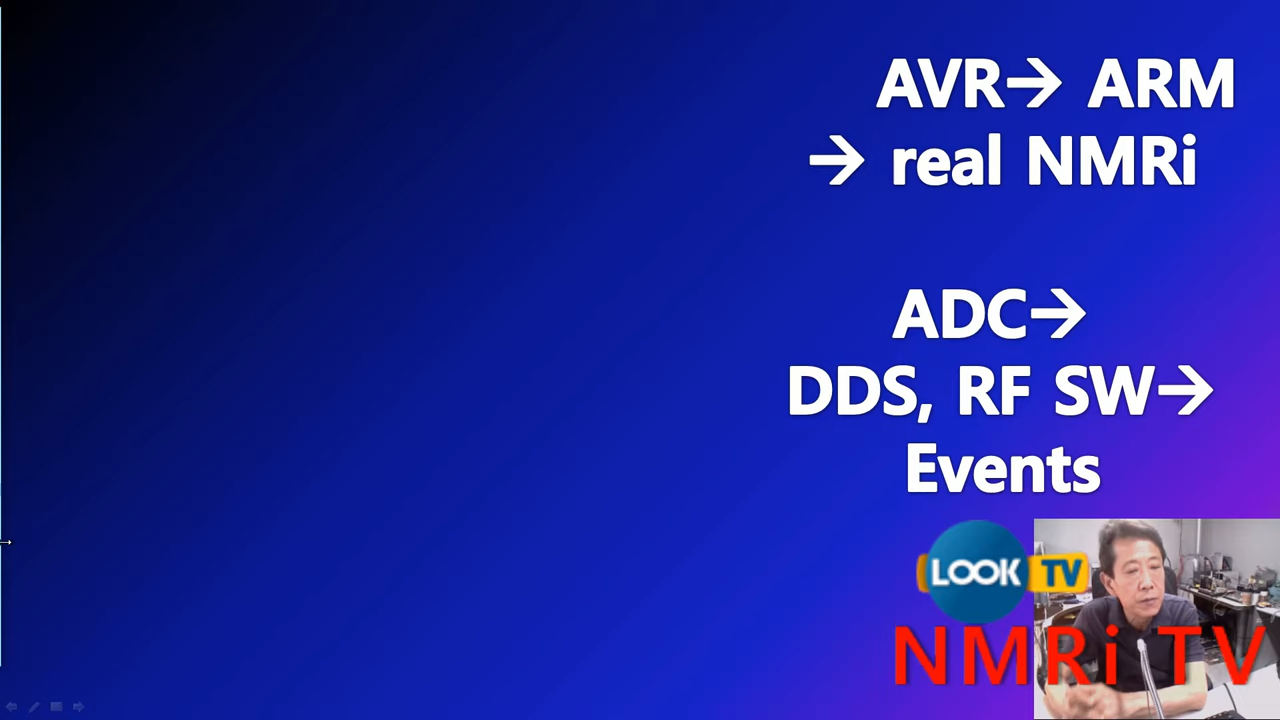 AVR→ ARM
→ real NMRi
ADC→
DDS, RF SW→
Events
LOOK TV
NMRi TV